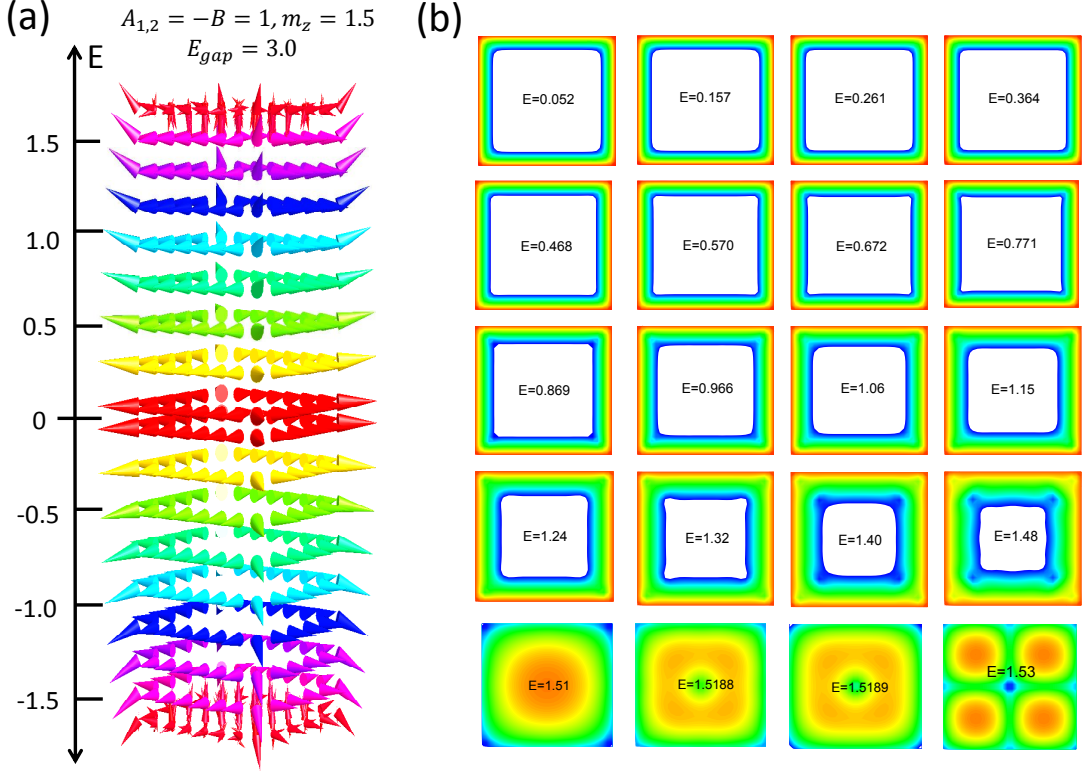 (a)
A₁,₂ = −B = 1, m_z = 1.5
E_gap = 3.0
E
1.5
1.0
0.5
0
-0.5
-1.0
-1.5
(b)
E=0.052 E=0.157 E=0.261 E=0.364
E=0.468 E=0.570 E=0.672 E=0.771
E=0.869 E=0.966 E=1.06 E=1.15
E=1.24 E=1.32 E=1.40 E=1.48
E=1.51 E=1.5188 E=1.5189 E=1.53